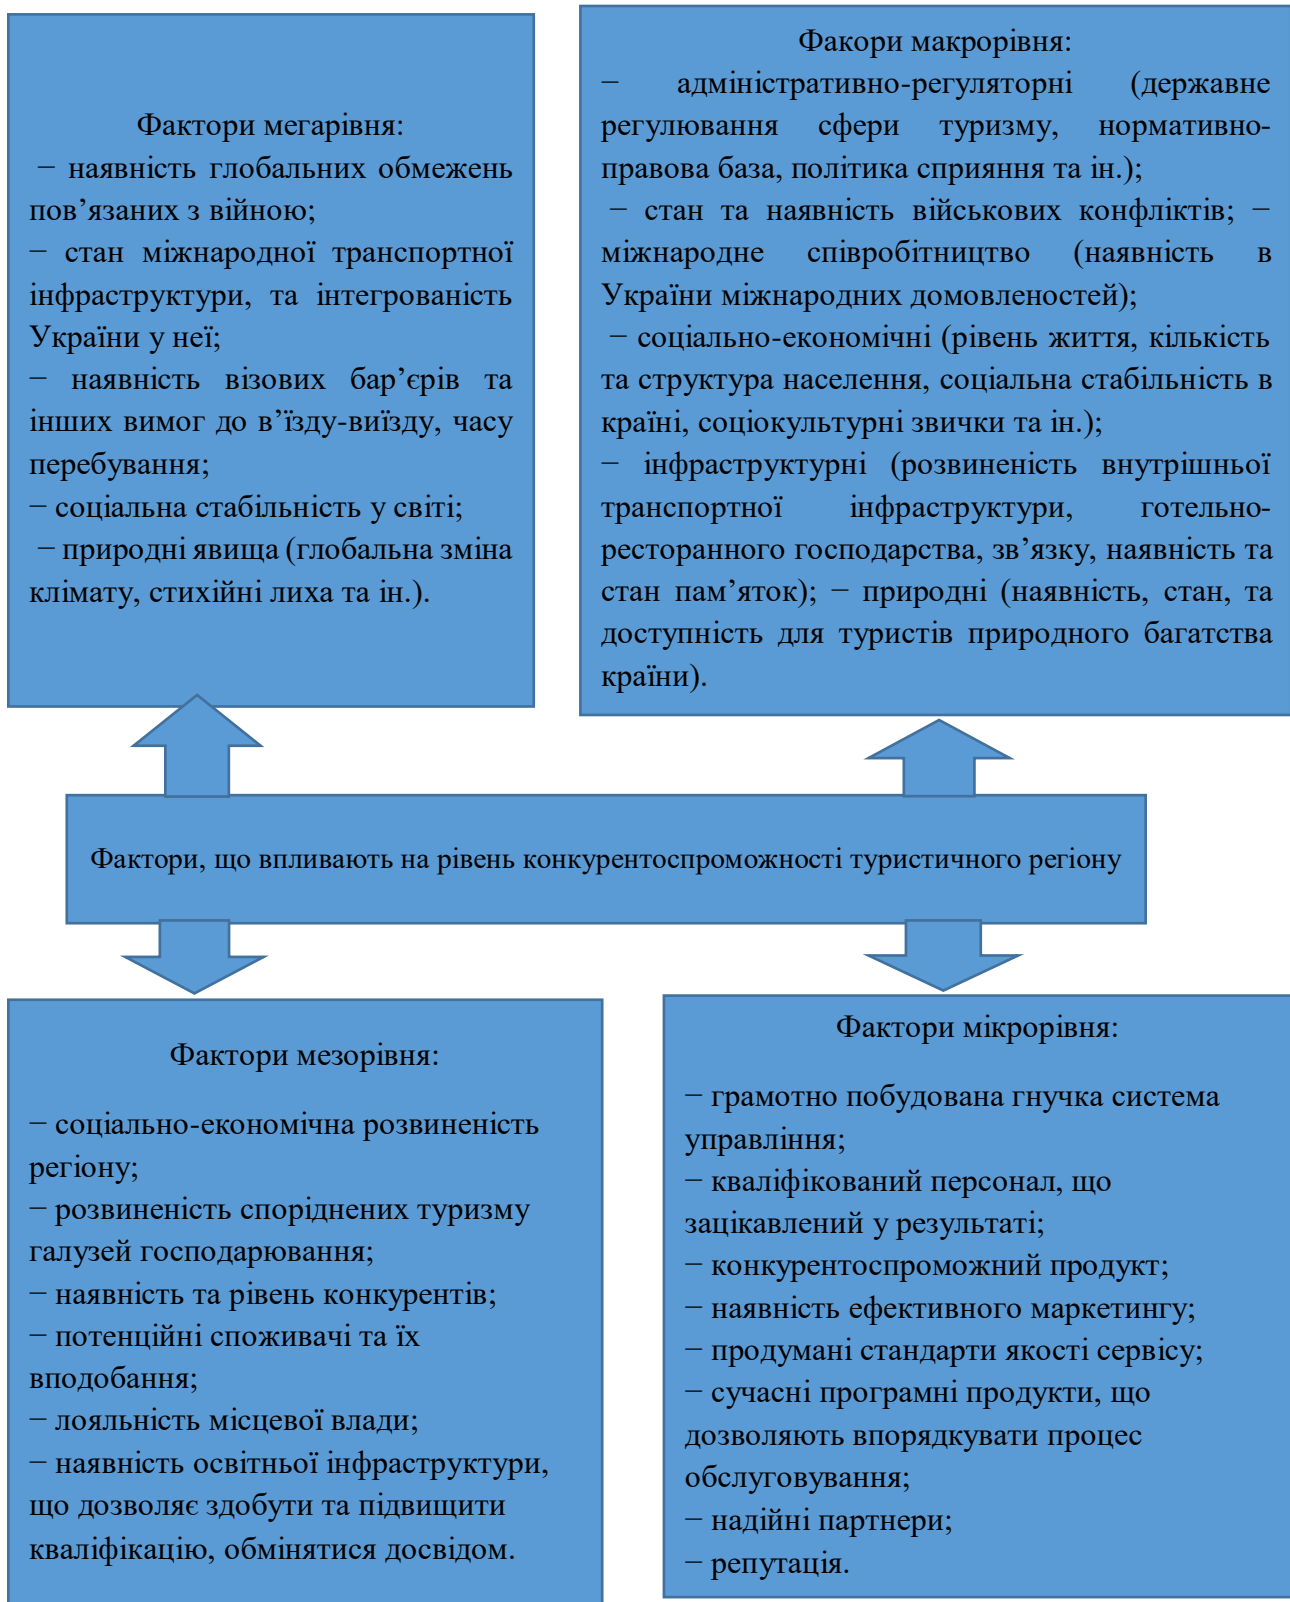 Фактори мегарівня:
− наявність глобальних обмежень
пов’язаних з війною;
− стан міжнародної транспортної
інфраструктури, та інтегрованість
України у неї;
− наявність візових бар’єрів та
інших вимог до в’їзду-виїзду, часу
перебування;
− соціальна стабільність у світі;
− природні явища (глобальна зміна
клімату, стихійні лиха та ін.).
Факори макрорівня:
− адміністративно-регуляторні (державне
регулювання сфери туризму, нормативно-
правова база, політика сприяння та ін.);
− стан та наявність військових конфліктів; −
міжнародне співробітництво (наявність в
України міжнародних домовленостей);
− соціально-економічні (рівень життя, кількість
та структура населення, соціальна стабільність в
країні, соціокультурні звички та ін.);
− інфраструктурні (розвиненість внутрішньої
транспортної інфраструктури, готельно-
ресторанного господарства, зв’язку, наявність та
стан пам’яток); − природні (наявність, стан, та
доступність для туристів природного багатства
країни).
Фактори, що впливають на рівень конкурентоспроможності туристичного регіону
Фактори мезорівня:
− соціально-економічна розвиненість
регіону;
− розвиненість споріднених туризму
галузей господарювання;
− наявність та рівень конкурентів;
− потенційні споживачі та їх
вподобання;
− лояльність місцевої влади;
− наявність освітньої інфраструктури,
що дозволяє здобути та підвищити
кваліфікацію, обмінятися досвідом.
Фактори мікрорівня:
− грамотно побудована гнучка система
управління;
− кваліфікований персонал, що
зацікавлений у результаті;
− конкурентоспроможний продукт;
− наявність ефективного маркетингу;
− продумані стандарти якості сервісу;
− сучасні програмні продукти, що
дозволяють впорядкувати процес
обслуговування;
− надійні партнери;
− репутація.